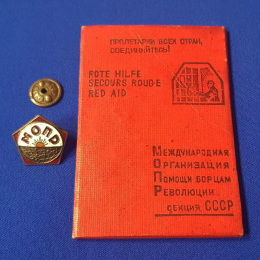 ПРОЛЕТАРИИ ВСЕХ СТРАН,
СОЕДИНЯЙТЕСЬ!
ROTE HILFE
SECOURS ROUGE
RED AID
МОПР
МЕЖДУНАРОДНАЯ
ОРГАНИЗАЦИЯ
ПОМОЩИ БОРЦАМ
РЕВОЛЮЦИИ
СЕКЦИЯ СССР